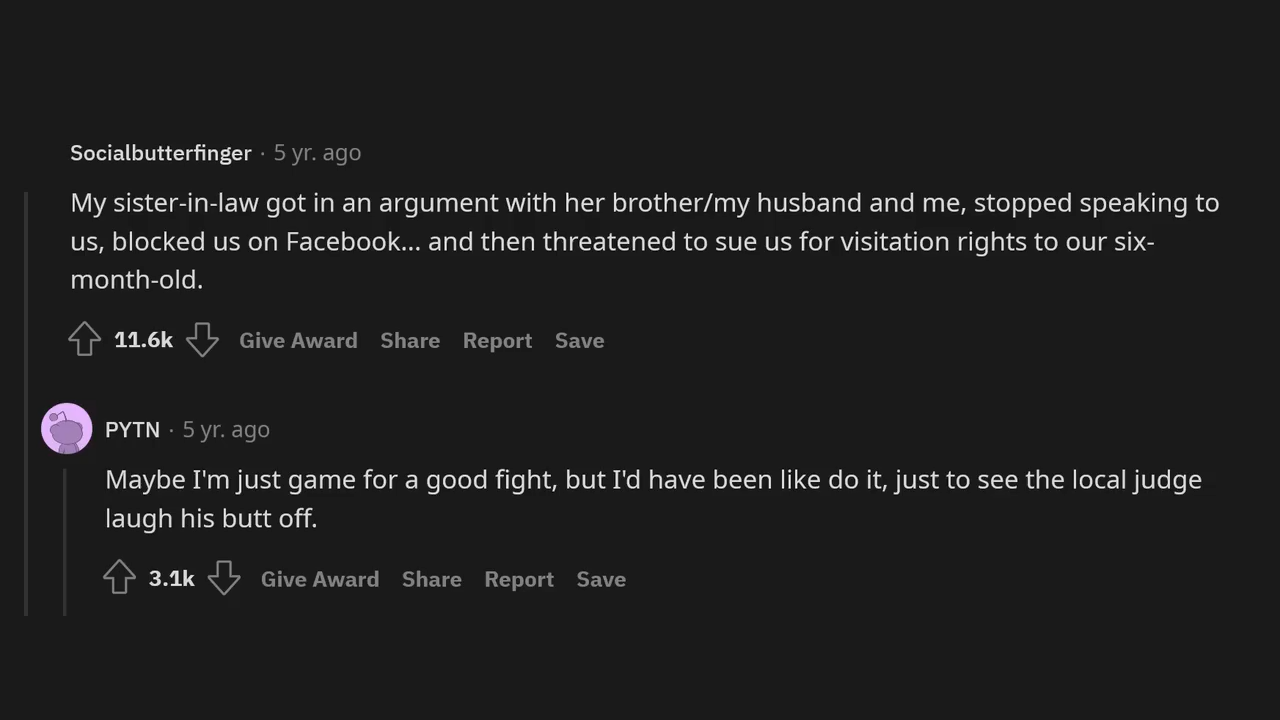 Socialbutterfinger · 5 yr. ago
My sister-in-law got in an argument with her brother/my husband and me, stopped speaking to
us, blocked us on Facebook... and then threatened to sue us for visitation rights to our six-
month-old.
11.6k Give Award Share Report Save
PYTN · 5 yr. ago
Maybe I'm just game for a good fight, but I'd have been like do it, just to see the local judge
laugh his butt off.
3.1k Give Award Share Report Save